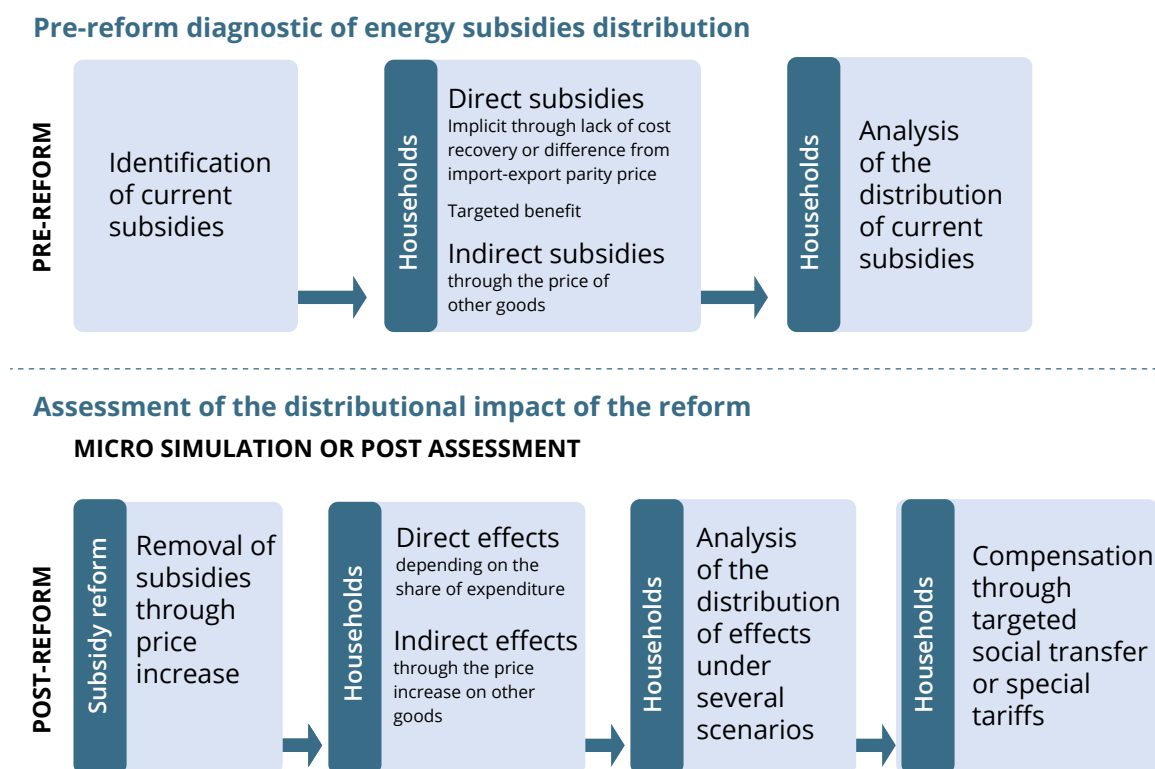 Pre-reform diagnostic of energy subsidies distribution
PRE-REFORM
Identification
of current
subsidies
Households
Direct subsidies
Implicit through lack of cost
recovery or difference from
import-export parity price
Targeted benefit
Indirect subsidies
through the price of
other goods
Households
Analysis
of the
distribution
of current
subsidies
Assessment of the distributional impact of the reform
MICRO SIMULATION OR POST ASSESSMENT
POST-REFORM
Subsidy reform
Removal of
subsidies
through
price
increase
Households
Direct effects
depending on the
share of expenditure
Indirect effects
through the price
increase on other
goods
Households
Analysis
of the
distribution
of effects
under
several
scenarios
Households
Compensation
through
targeted
social transfer
or special
tariffs